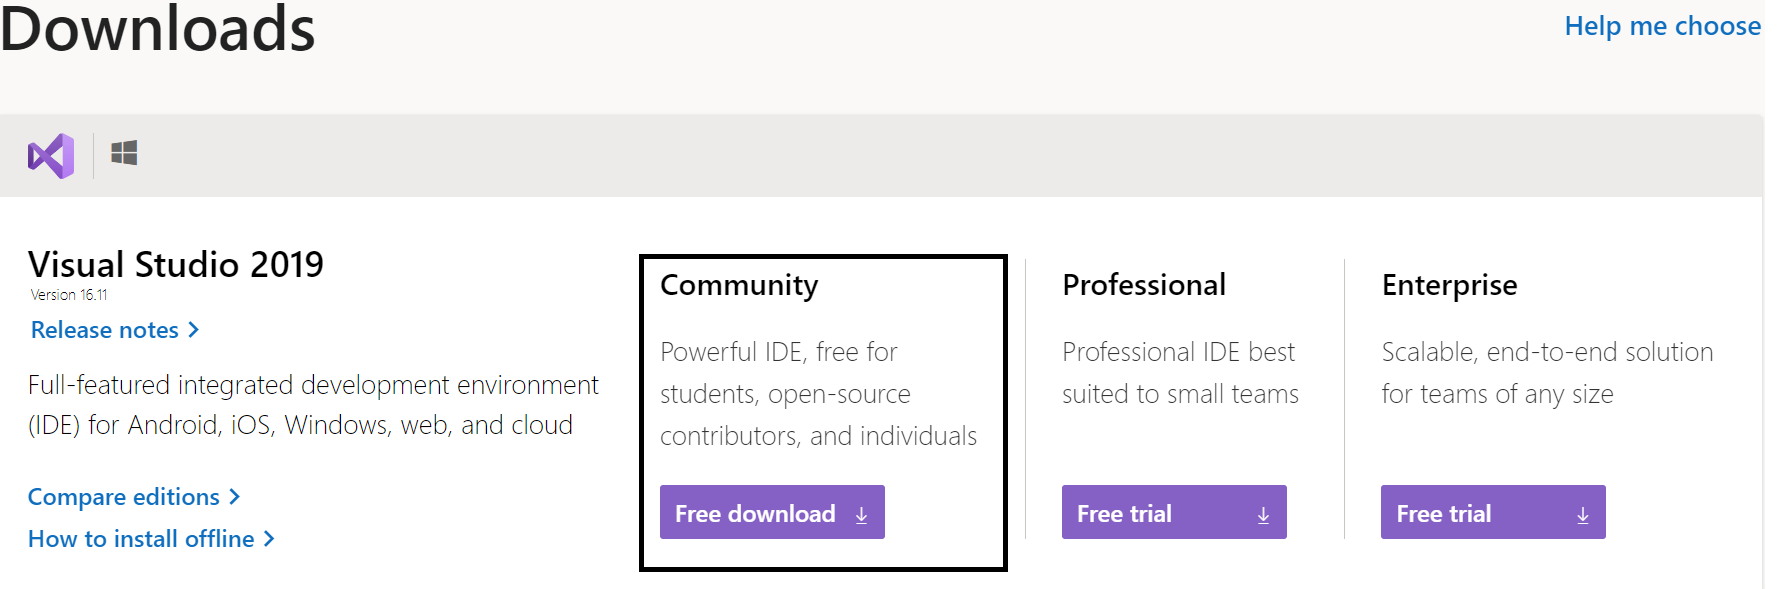 Downloads
Help me choose
Visual Studio 2019
Version 16.11
Release notes
Full-featured integrated development environment
(IDE) for Android, iOS, Windows, web, and cloud
Compare editions
How to install offline
Community
Powerful IDE, free for
students, open-source
contributors, and individuals
Free download
Professional
Professional IDE best
suited to small teams
Free trial
Enterprise
Scalable, end-to-end solution
for teams of any size
Free trial